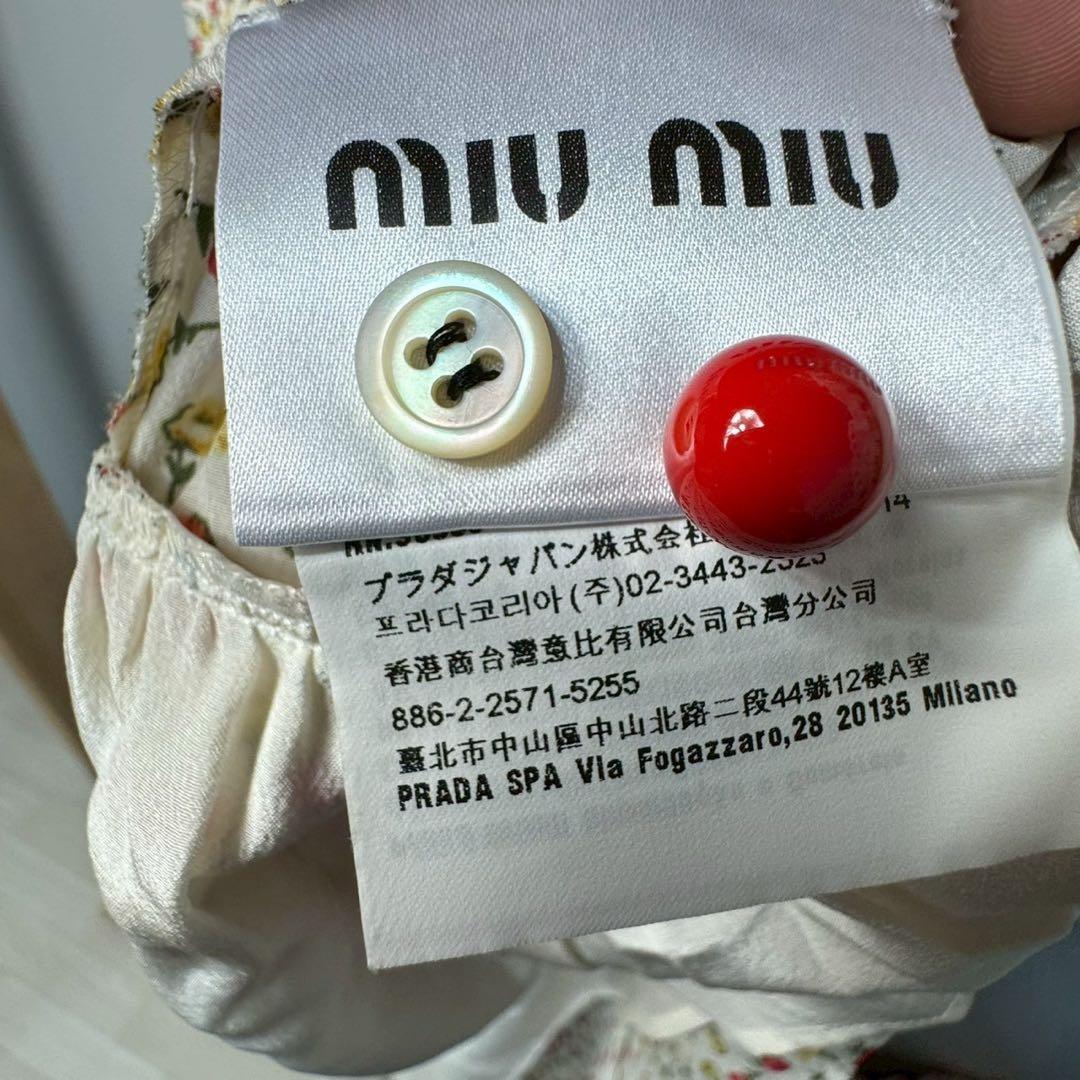 miu miu
14
プラダジャパン株式会
프라다코리아(주)02-3443-2323
香港商台灣意比有限公司台灣分公司
886-2-2571-5255
臺北市中山區中山北路二段44號12樓A室
PRADA SPA Via Fogazzaro,28 20135 Milano